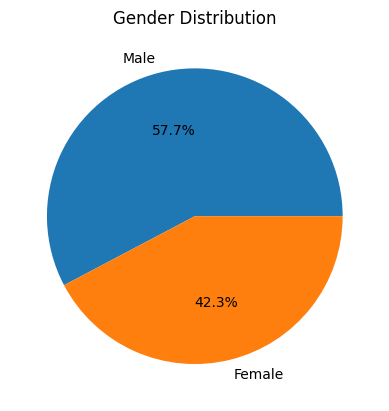 Gender Distribution
Male
57.7%
42.3%
Female